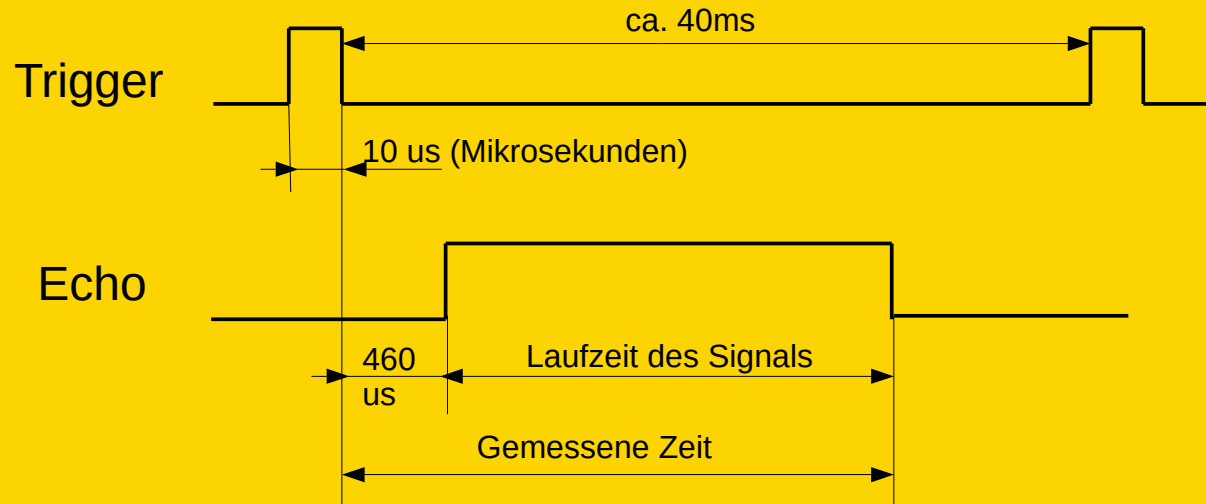 ca. 40ms
Trigger
10 us (Mikrosekunden)
Echo
460
us
Laufzeit des Signals
Gemessene Zeit